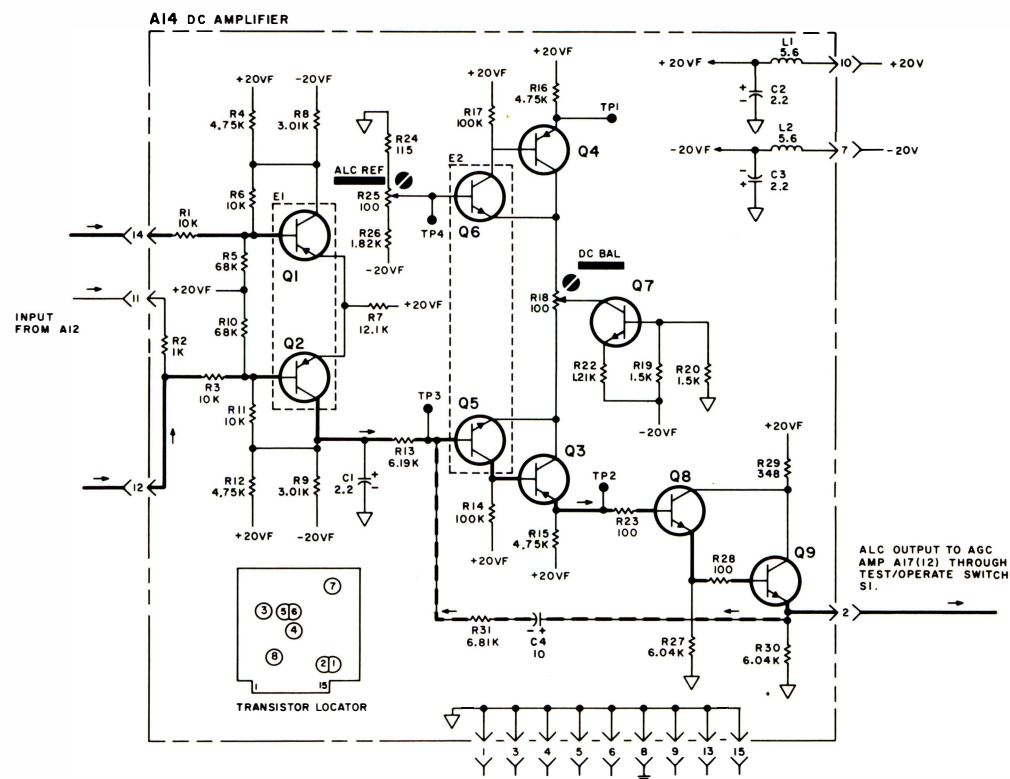 A14 DC AMPLIFIER
+20VF
-20VF
R4
4.75K
R8
3.01K
R6
10K
R1
10K
14
E1
Q1
R5
68K
+20VF
11
INPUT
FROM A12
R10
68K
R2
1K
R7
12.1K
+20VF
Q2
R3
10K
R11
10K
12
R12
4.75K
R9
3.01K
+20VF
-20VF
C1
2.2
+
-
R13
6.19K
TP3
R24
115
ALC REF
R25
100
TP4
R26
1.82K
-20VF
+20VF
R17
100K
E2
Q6
+20VF
R16
4.75K
TP1
Q4
DC BAL
R18
100
Q7
R22
1.21K
R19
1.5K
R20
1.5K
-20VF
Q5
Q3
R14
100K
+20VF
R15
4.75K
+20VF
TP2
R23
100
Q8
+20VF
R29
348
R28
100
Q9
R27
6.04K
R30
6.04K
R31
6.81K
- +
C4
10
2
ALC OUTPUT TO AGC
AMP A17(12) THROUGH
TEST/OPERATE SWITCH
S1.
+20VF
L1
5.6
10
+20V
+
-
C2
2.2
-20VF
L2
5.6
7
-20V
-
+
C3
2.2
7
3
5
6
4
8
2
1
1
15
TRANSISTOR LOCATOR
1
3
4
5
6
8
9
13
15